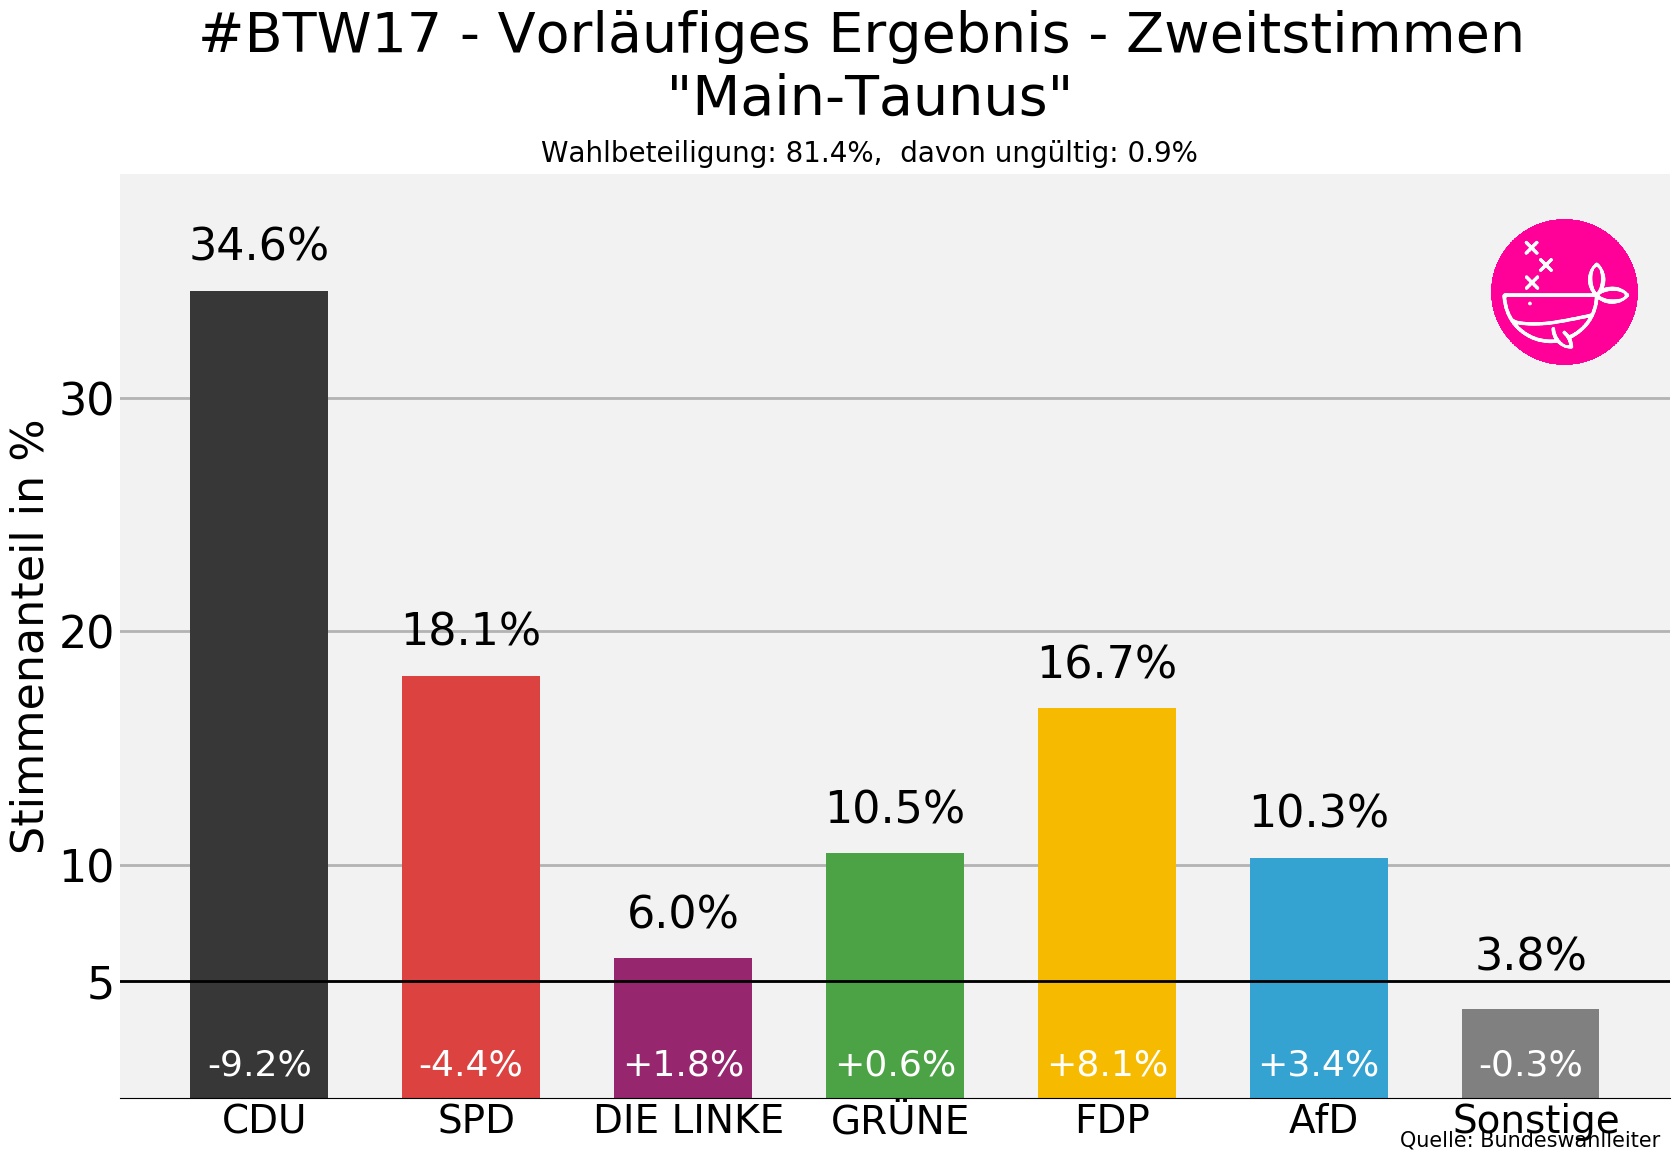 #BTW17 - Vorläufiges Ergebnis - Zweitstimmen
"Main-Taunus"
Wahlbeteiligung: 81.4%,  davon ungültig: 0.9%
Stimmenanteil in %
30
20
10
5
34.6%
18.1%
6.0%
10.5%
16.7%
10.3%
3.8%
-9.2%
-4.4%
+1.8%
+0.6%
+8.1%
+3.4%
-0.3%
CDU
SPD
DIE LINKE
GRÜNE
FDP
AfD
Sonstige
Quelle: Bundeswahlleiter